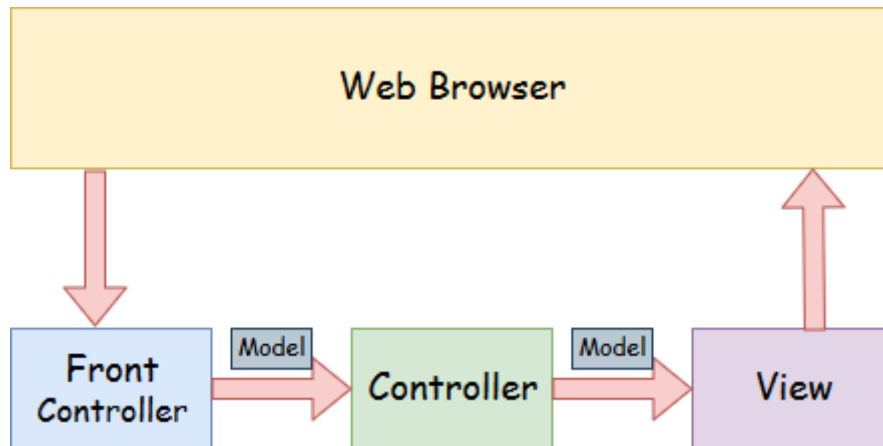 Web Browser
Model
Model
Front
Controller
Controller
View